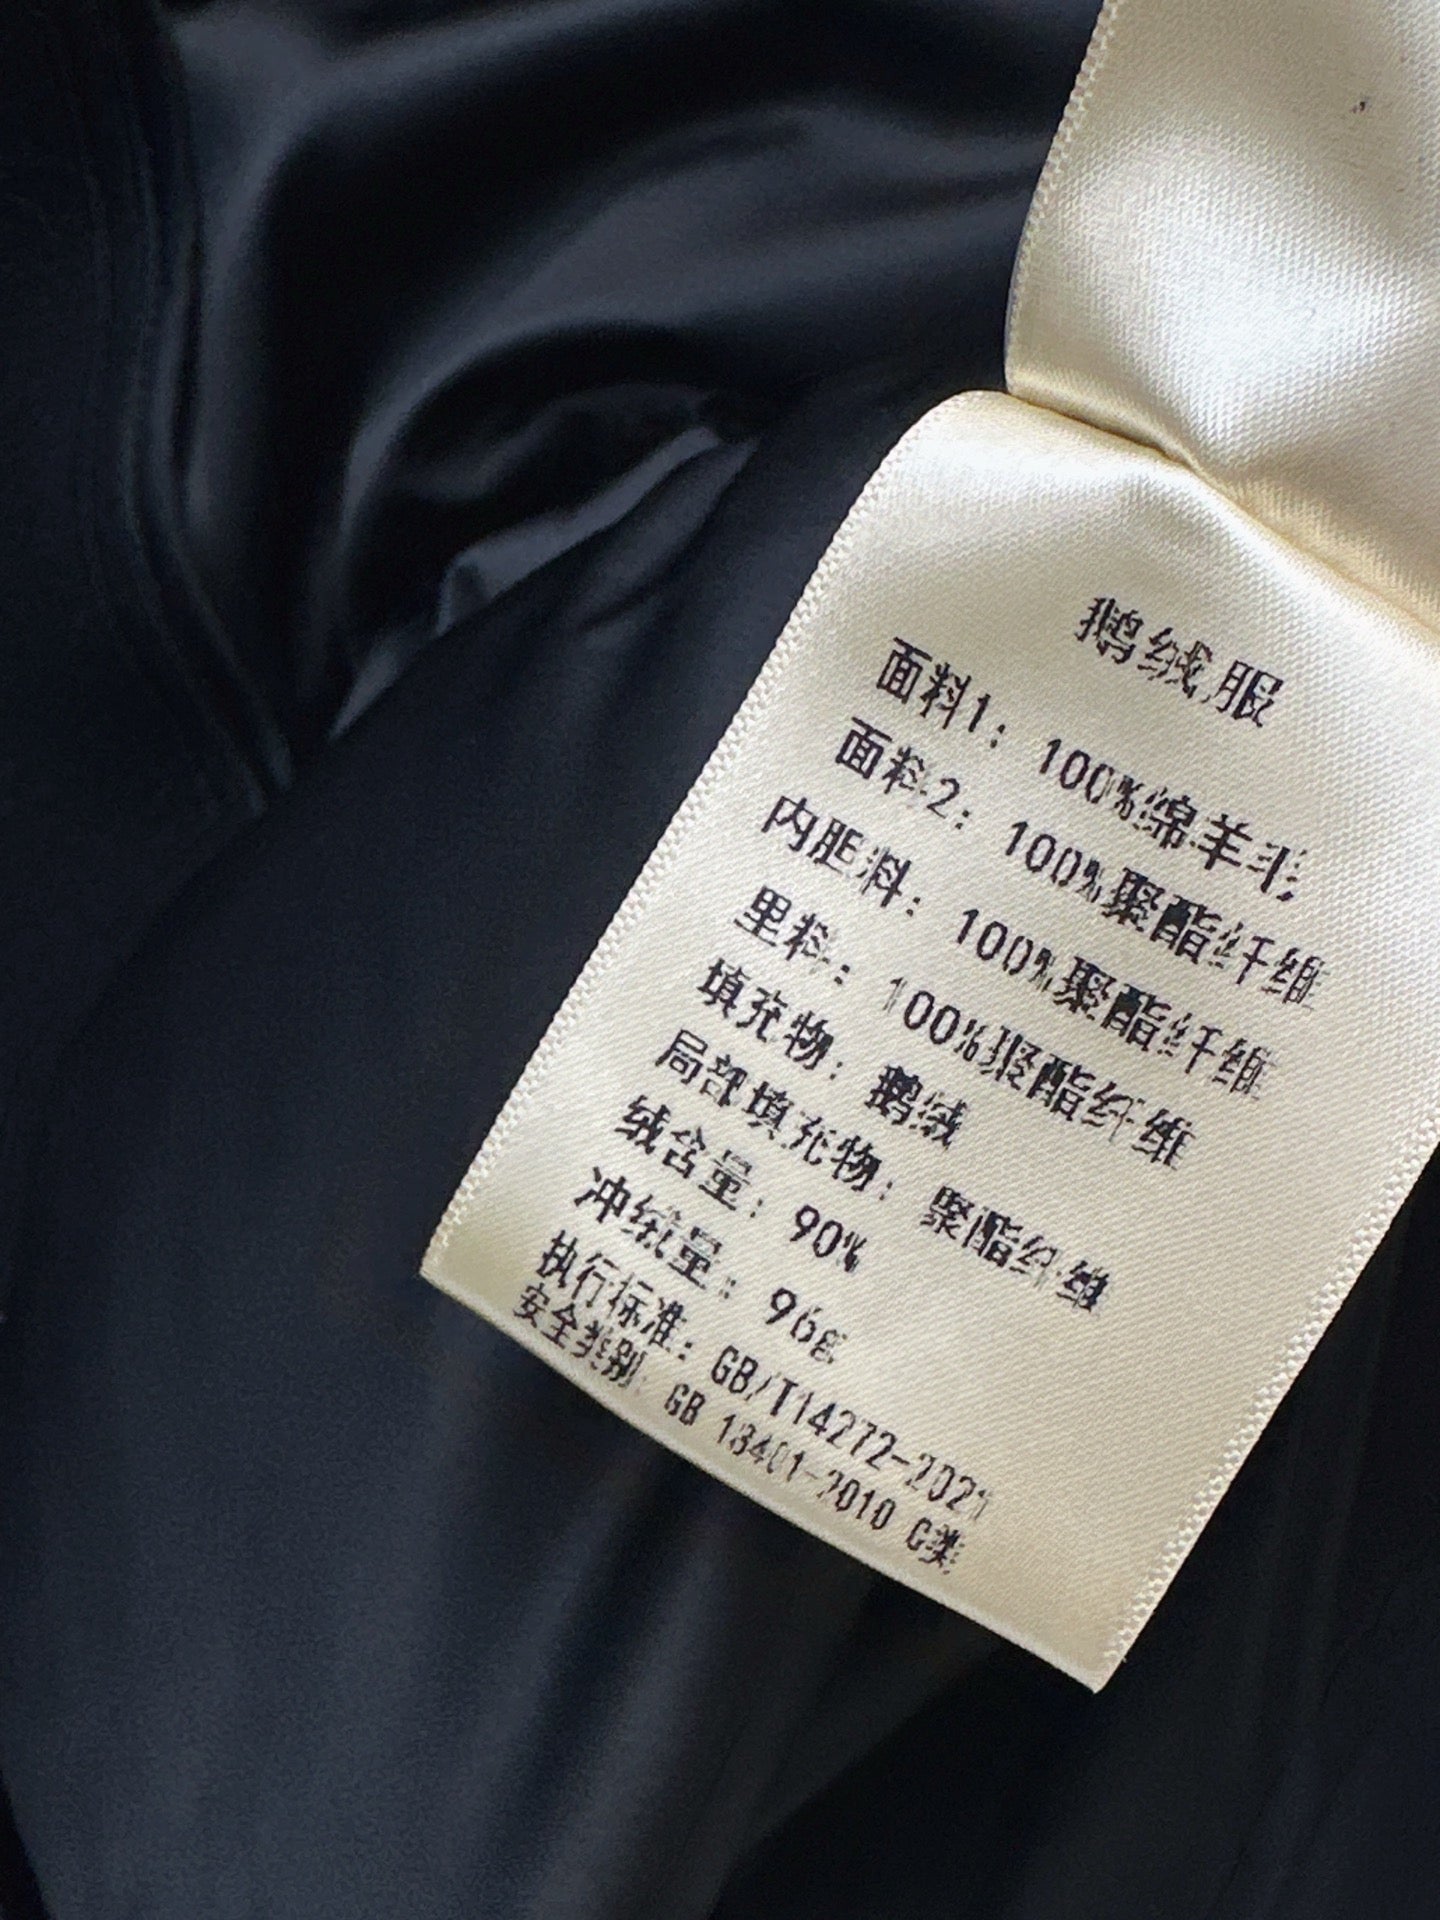 鹅绒服
面料1: 100%绵羊毛
面料2: 100%聚酯纤维
内胆料: 100%聚酯纤维
里料: 100%聚酯纤维
填充物: 鹅绒
局部填充物: 聚酯纤维
绒含量: 90%
冲绒量: 96g
执行标准: GB/T14272-2021
安全类别: GB 18401-2010 C类